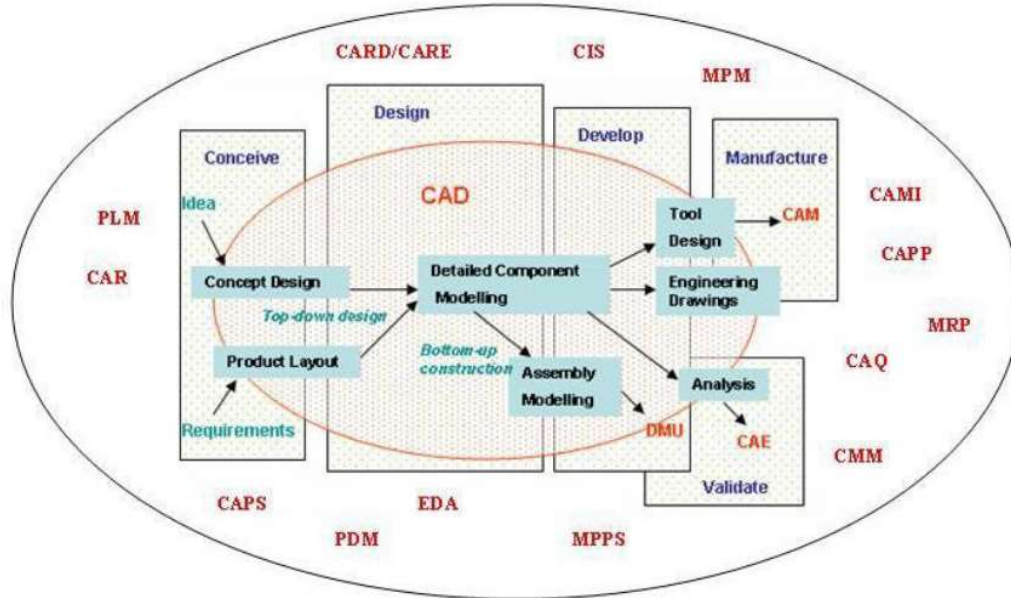 CARD/CARE
CIS
MPM
Design
Develop
Conceive
Manufacture
CAD
Idea
PLM
CAMI
Tool
Design
CAM
CAPP
CAR
Concept Design
Detailed Component
Modelling
Engineering
Drawings
Top-down design
MRP
Product Layout
Bottom-up
construction
Assembly
Modelling
Analysis
CAQ
Requirements
DMU
CAE
CMM
Validate
CAPS
EDA
PDM
MPPS